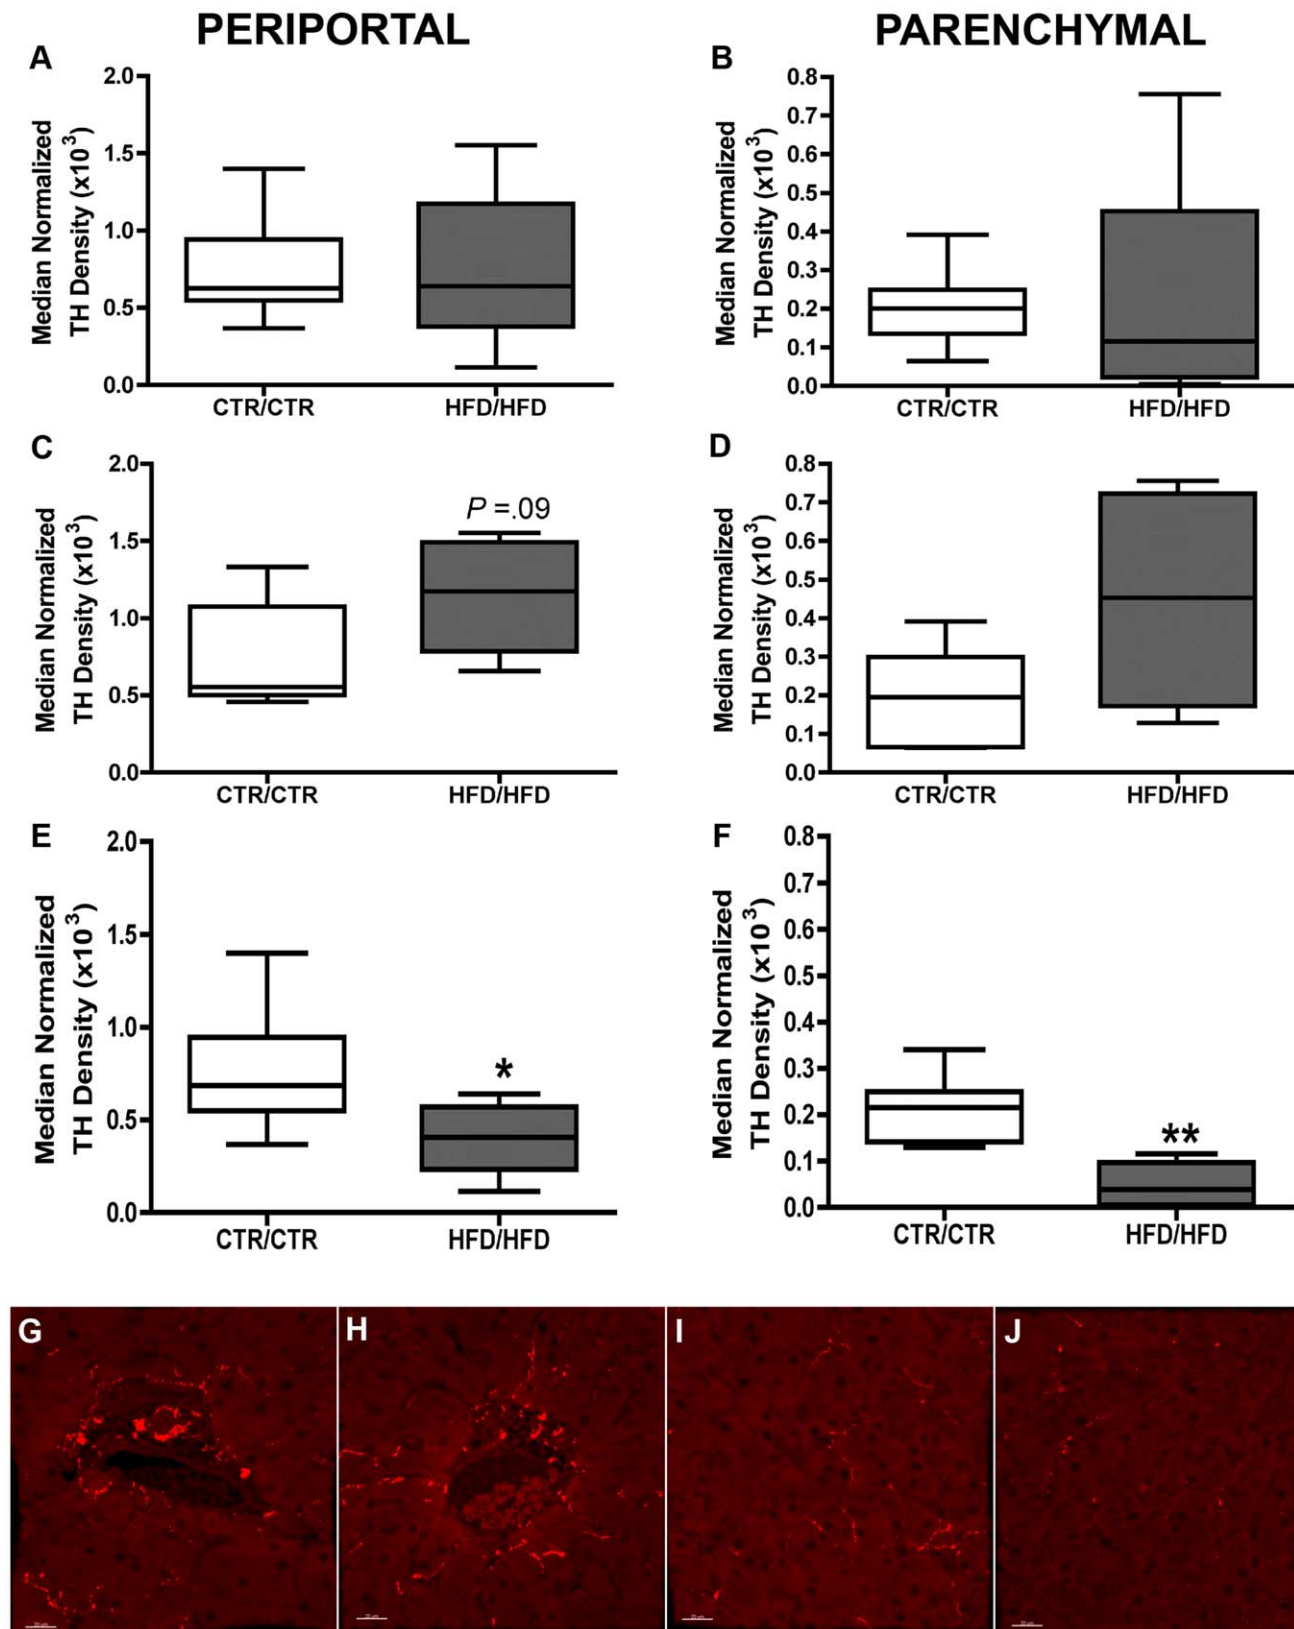 PERIPORTAL
PARENCHYMAL
A
Median Normalized
TH Density (x10³)
2.0
1.5
1.0
0.5
0.0
CTR/CTR
HFD/HFD
B
Median Normalized
TH Density (x10³)
0.8
0.7
0.6
0.5
0.4
0.3
0.2
0.1
0.0
CTR/CTR
HFD/HFD
C
Median Normalized
TH Density (x10³)
2.0
1.5
1.0
0.5
0.0
P =.09
CTR/CTR
HFD/HFD
D
Median Normalized
TH Density (x10³)
0.8
0.7
0.6
0.5
0.4
0.3
0.2
0.1
0.0
CTR/CTR
HFD/HFD
E
Median Normalized
TH Density (x10³)
2.0
1.5
1.0
0.5
0.0
*
CTR/CTR
HFD/HFD
F
Median Normalized
TH Density (x10³)
0.8
0.7
0.6
0.5
0.4
0.3
0.2
0.1
0.0
**
CTR/CTR
HFD/HFD
G
H
I
J